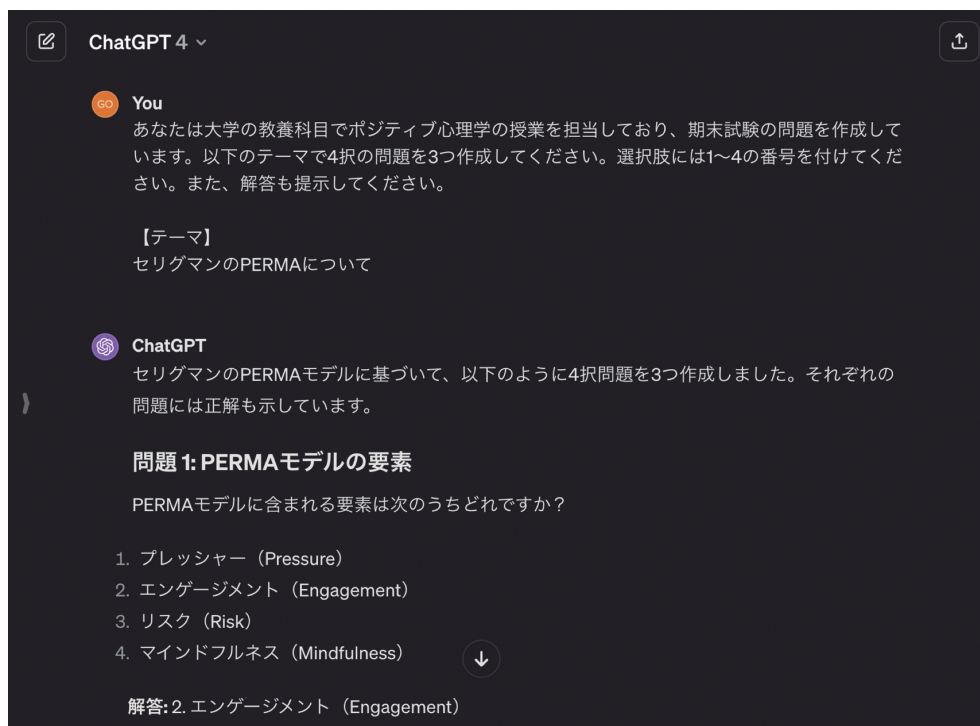 ChatGPT 4
GO
You
あなたは大学の教養科目でポジティブ心理学の授業を担当しており、期末試験の問題を作成して
います。以下のテーマで4択の問題を3つ作成してください。選択肢には1〜4の番号を付けてくだ
さい。また、解答も提示してください。
【テーマ】
セリグマンのPERMAについて
ChatGPT
セリグマンのPERMAモデルに基づいて、以下のように4択問題を3つ作成しました。それぞれの
問題には正解も示しています。
問題 1: PERMAモデルの要素
PERMAモデルに含まれる要素は次のうちどれですか？
1. プレッシャー（Pressure）
2. エンゲージメント（Engagement）
3. リスク（Risk）
4. マインドフルネス（Mindfulness）
解答: 2. エンゲージメント（Engagement）